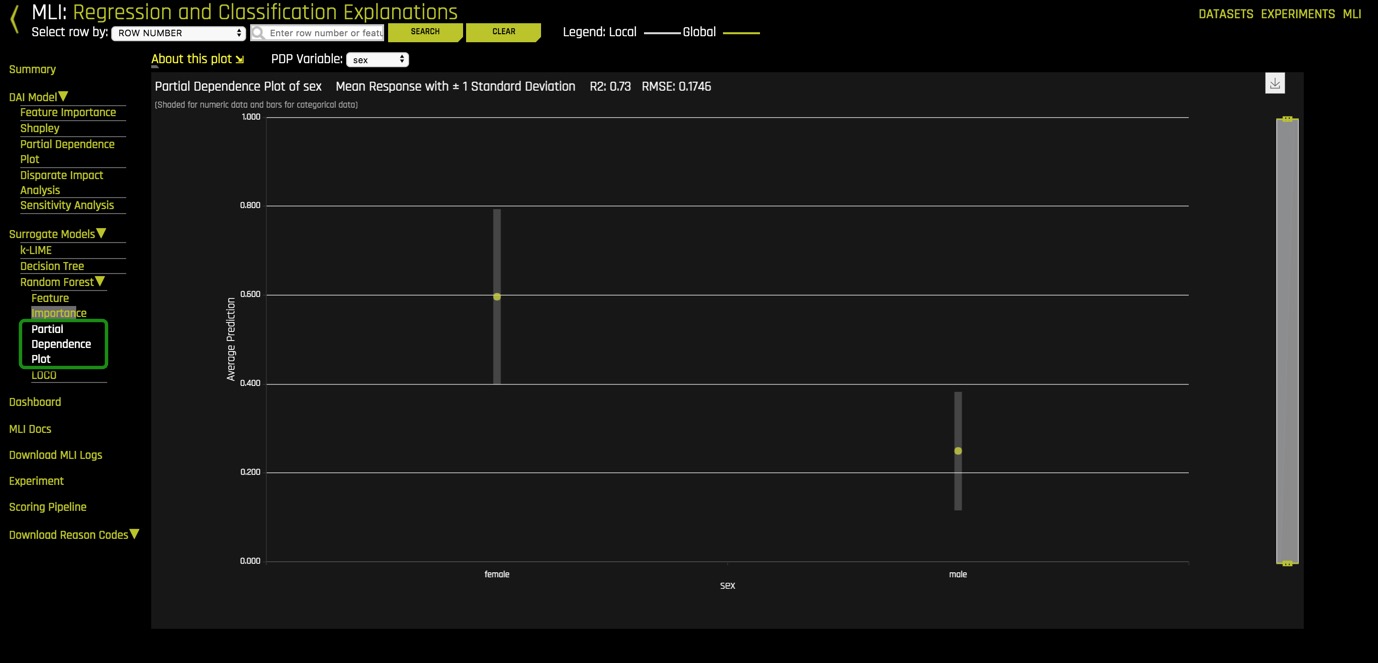 MLI: Regression and Classification Explanations
DATASETS EXPERIMENTS MLI
Select row by: ROW NUMBER Enter row number or featu SEARCH CLEAR Legend: Local Global
About this plot PDP Variable: sex
Summary
DAI Model
Feature Importance
Shapley
Partial Dependence
Plot
Disparate Impact
Analysis
Sensitivity Analysis
Surrogate Models
k-LIME
Decision Tree
Random Forest
Feature
Importance
Partial
Dependence
Plot
LOCO
Dashboard
MLI Docs
Download MLI Logs
Experiment
Scoring Pipeline
Download Reason Codes
Partial Dependence Plot of sex Mean Response with ± 1 Standard Deviation R2: 0.73 RMSE: 0.1746
(Shaded for numeric data and bars for categorical data)
1.000
0.800
0.600
0.400
0.200
0.000
Average Prediction
female male
sex